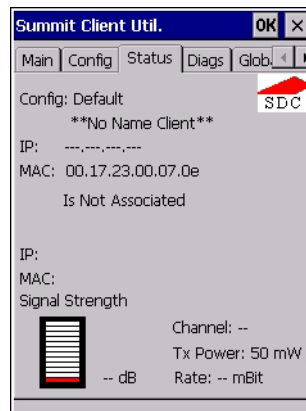 Summit Client Util. OK ×
Main Config Status Diags Glob
Config: Default
SDC
**No Name Client**
IP: ---.---.---.---
MAC: 00.17.23.00.07.0e
Is Not Associated
IP:
MAC:
Signal Strength
Channel: --
Tx Power: 50 mW
-- dB Rate: -- mBit